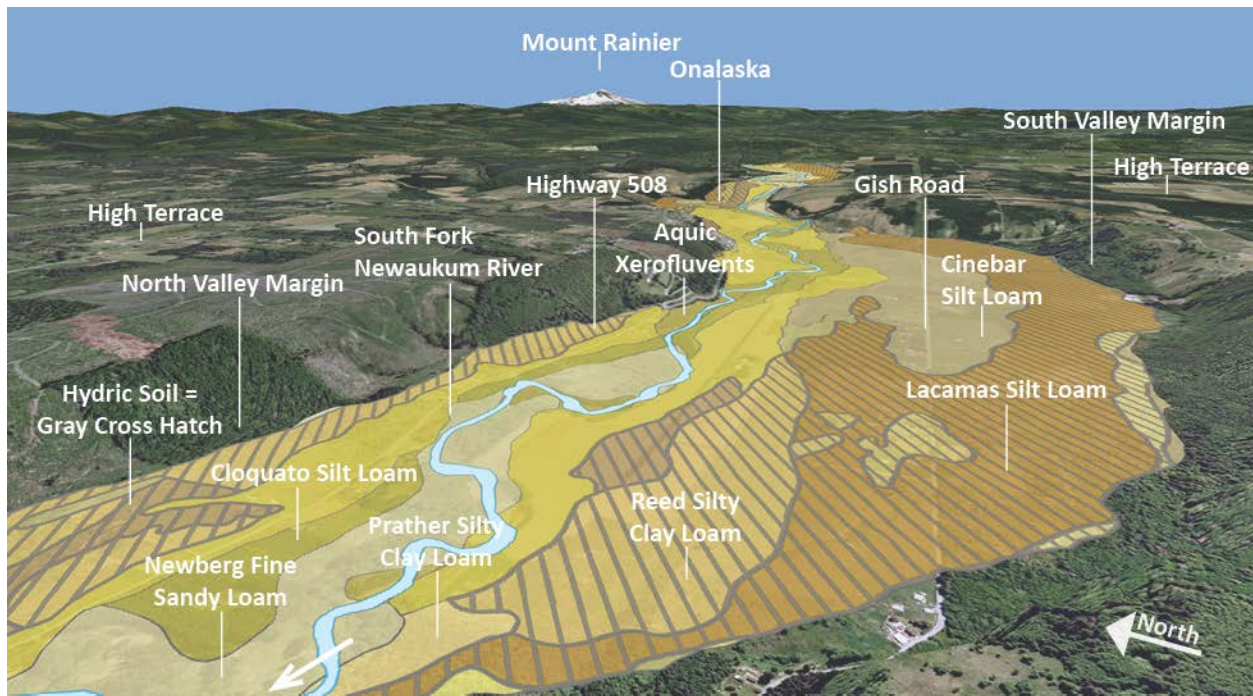 Mount Rainier
Onalaska
South Valley Margin
High Terrace
Highway 508
Gish Road
High Terrace
South Fork
Newaukum River
Aquic
Xerofluvents
Cinebar
Silt Loam
North Valley Margin
Hydric Soil =
Gray Cross Hatch
Lacamas Silt Loam
Cloquato Silt Loam
Reed Silty
Clay Loam
Prather Silty
Clay Loam
Newberg Fine
Sandy Loam
North